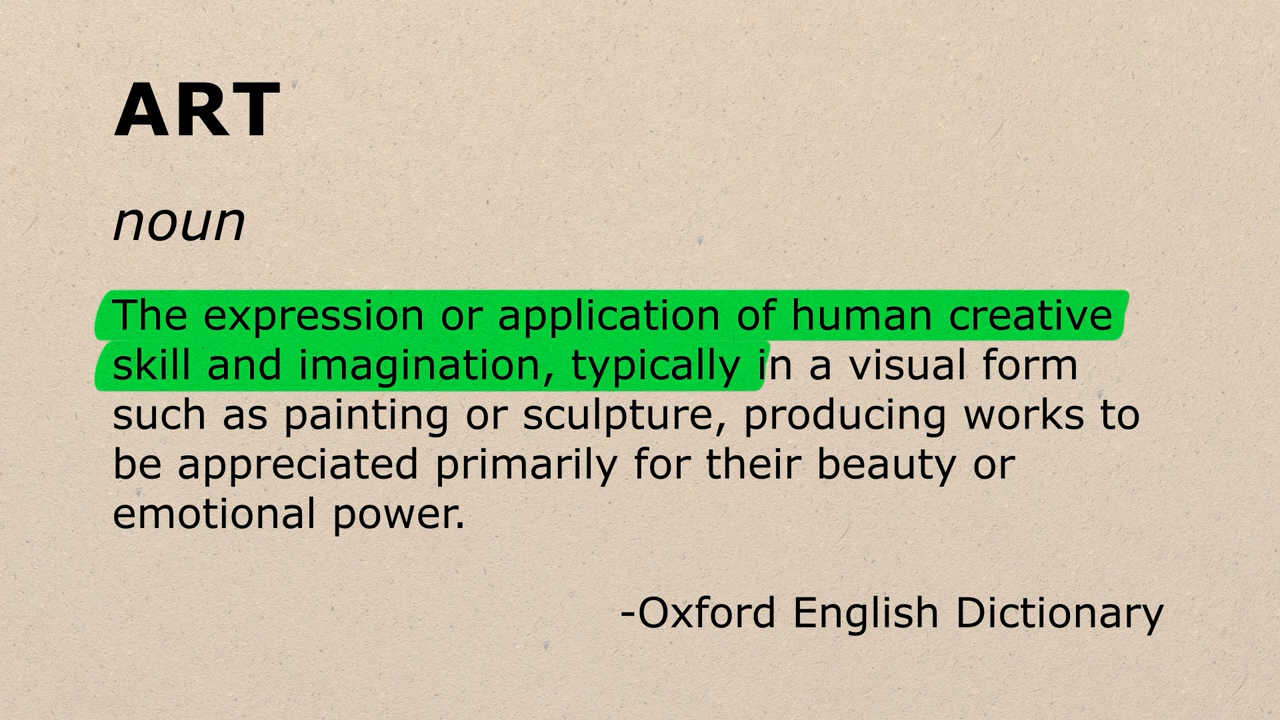 ART
noun
The expression or application of human creative
skill and imagination, typically in a visual form
such as painting or sculpture, producing works to
be appreciated primarily for their beauty or
emotional power.
-Oxford English Dictionary